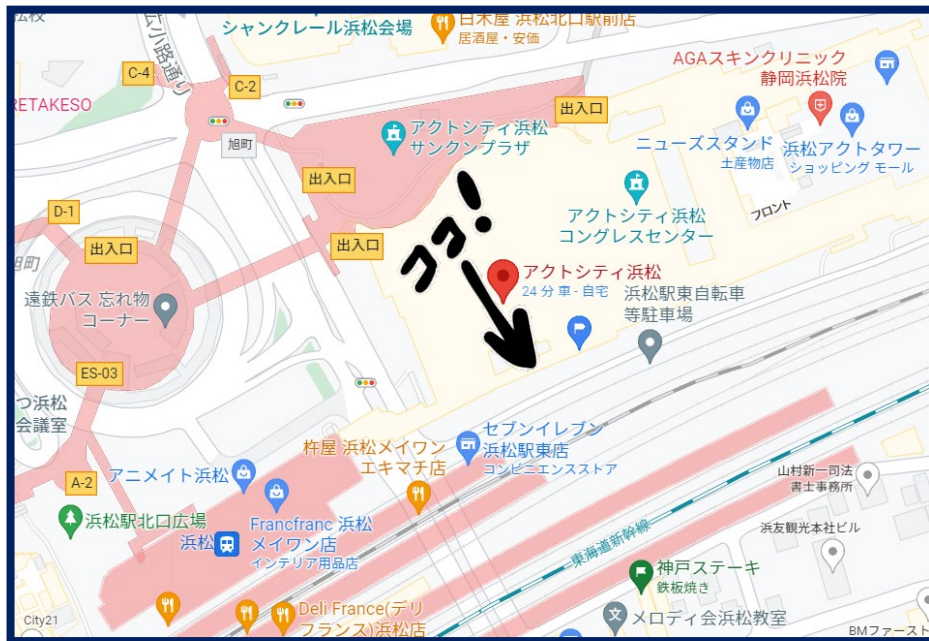 松校
シャンクレール浜松会場
白木屋 浜松北口駅前店
居酒屋・安価
広小路通り
C-4
C-2
RETAKESO
AGAスキンクリニック
静岡浜松院
出入口
旭町
アクトシティ浜松
サンクンプラザ
ニューズスタンド
土産物店
浜松アクトタワー
ショッピング モール
出入口
D-1
出入口
出入口
旭町
ココ!
アクトシティ浜松
コングレスセンター
フロント
アクトシティ浜松
24 分 車 - 自宅
遠鉄バス 忘れ物
コーナー
浜松駅東自転車
等駐車場
ES-03
つ浜松
会議室
杵屋 浜松メイワン
エキマチ店
セブンイレブン
浜松駅東店
コンビニエンスストア
アニメイト浜松
A-2
浜松駅北口広場
浜松
Francfranc 浜松
メイワン店
インテリア用品店
山村新一司法
書士事務所
浜友観光本社ビル
東海道新幹線
神戸ステーキ
鉄板焼き
City21
Deli France(デリ
フランス)浜松店
メロディ会浜松教室
BMファースト